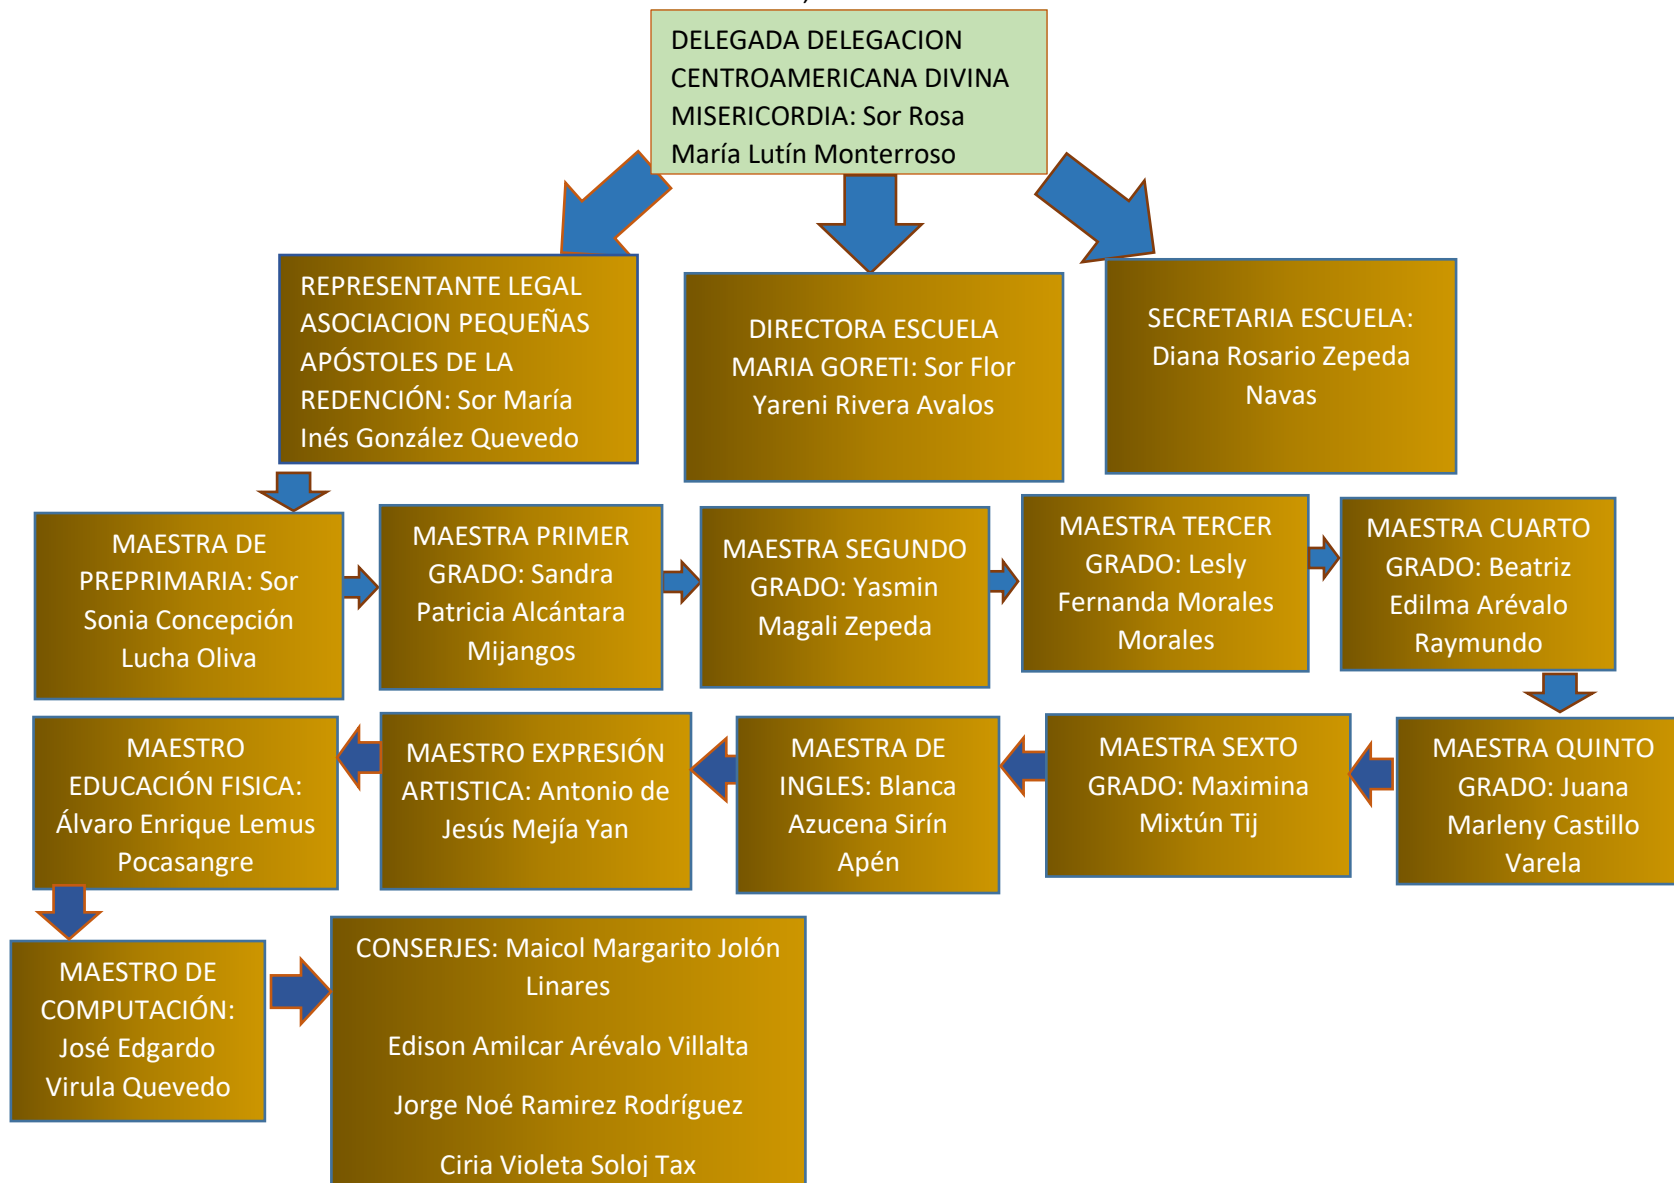 DELEGADA DELEGACION
CENTROAMERICANA DIVINA
MISERICORDIA: Sor Rosa
María Lutín Monterroso
REPRESENTANTE LEGAL
ASOCIACION PEQUEÑAS
APÓSTOLES DE LA
REDENCIÓN: Sor María
Inés González Quevedo
DIRECTORA ESCUELA
MARIA GORETI: Sor Flor
Yareni Rivera Avalos
SECRETARIA ESCUELA:
Diana Rosario Zepeda
Navas
MAESTRA DE
PREPRIMARIA: Sor
Sonia Concepción
Lucha Oliva
MAESTRA PRIMER
GRADO: Sandra
Patricia Alcántara
Mijangos
MAESTRA SEGUNDO
GRADO: Yasmin
Magali Zepeda
MAESTRA TERCER
GRADO: Lesly
Fernanda Morales
Morales
MAESTRA CUARTO
GRADO: Beatriz
Edilma Arévalo
Raymundo
MAESTRO
EDUCACIÓN FISICA:
Álvaro Enrique Lemus
Pocasangre
MAESTRO EXPRESIÓN
ARTISTICA: Antonio de
Jesús Mejía Yan
MAESTRA DE
INGLES: Blanca
Azucena Sirín
Apén
MAESTRA SEXTO
GRADO: Maximina
Mixtún Tij
MAESTRA QUINTO
GRADO: Juana
Marleny Castillo
Varela
MAESTRO DE
COMPUTACIÓN:
José Edgardo
Virula Quevedo
CONSERJES: Maicol Margarito Jolón
Linares
Edison Amilcar Arévalo Villalta
Jorge Noé Ramirez Rodríguez
Ciria Violeta Soloj Tax